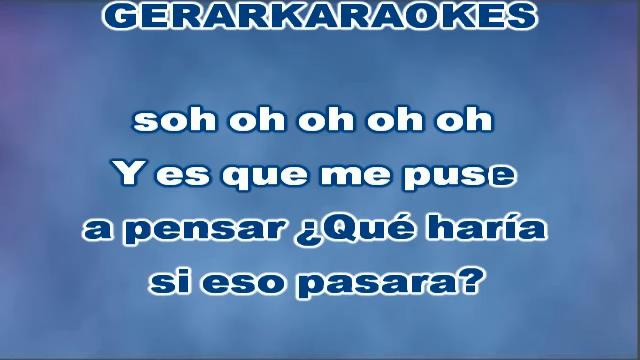 GERARKARAOKES
soh oh oh oh oh
Y es que me puse
a pensar ¿Qué haría
si eso pasara?